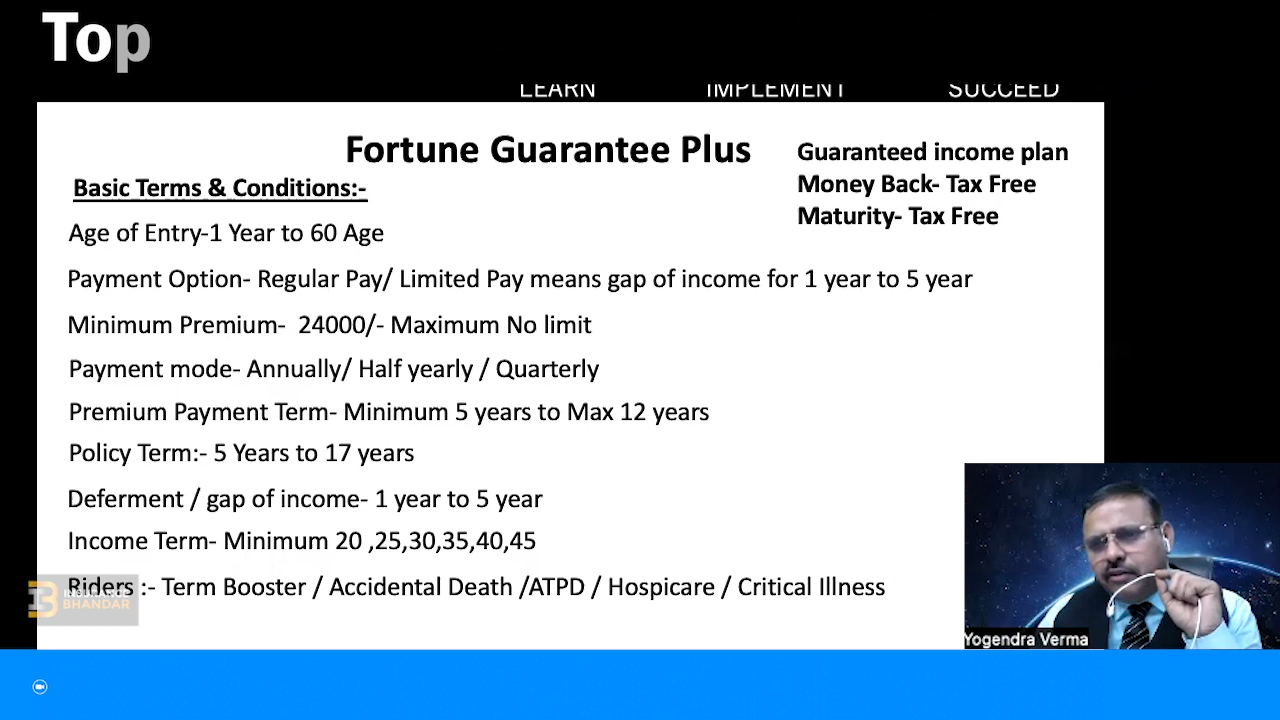 Top
LEARN IMPLEMENT SUCCEED
Fortune Guarantee Plus
Guaranteed income plan
Money Back- Tax Free
Maturity- Tax Free
Basic Terms & Conditions:-
Age of Entry-1 Year to 60 Age
Payment Option- Regular Pay/ Limited Pay means gap of income for 1 year to 5 year
Minimum Premium- 24000/- Maximum No limit
Payment mode- Annually/ Half yearly / Quarterly
Premium Payment Term- Minimum 5 years to Max 12 years
Policy Term:- 5 Years to 17 years
Deferment / gap of income- 1 year to 5 year
Income Term- Minimum 20 ,25,30,35,40,45
Riders :- Term Booster / Accidental Death /ATPD / Hospicare / Critical Illness
INSURANCE
BHANDAR
Yogendra Verma